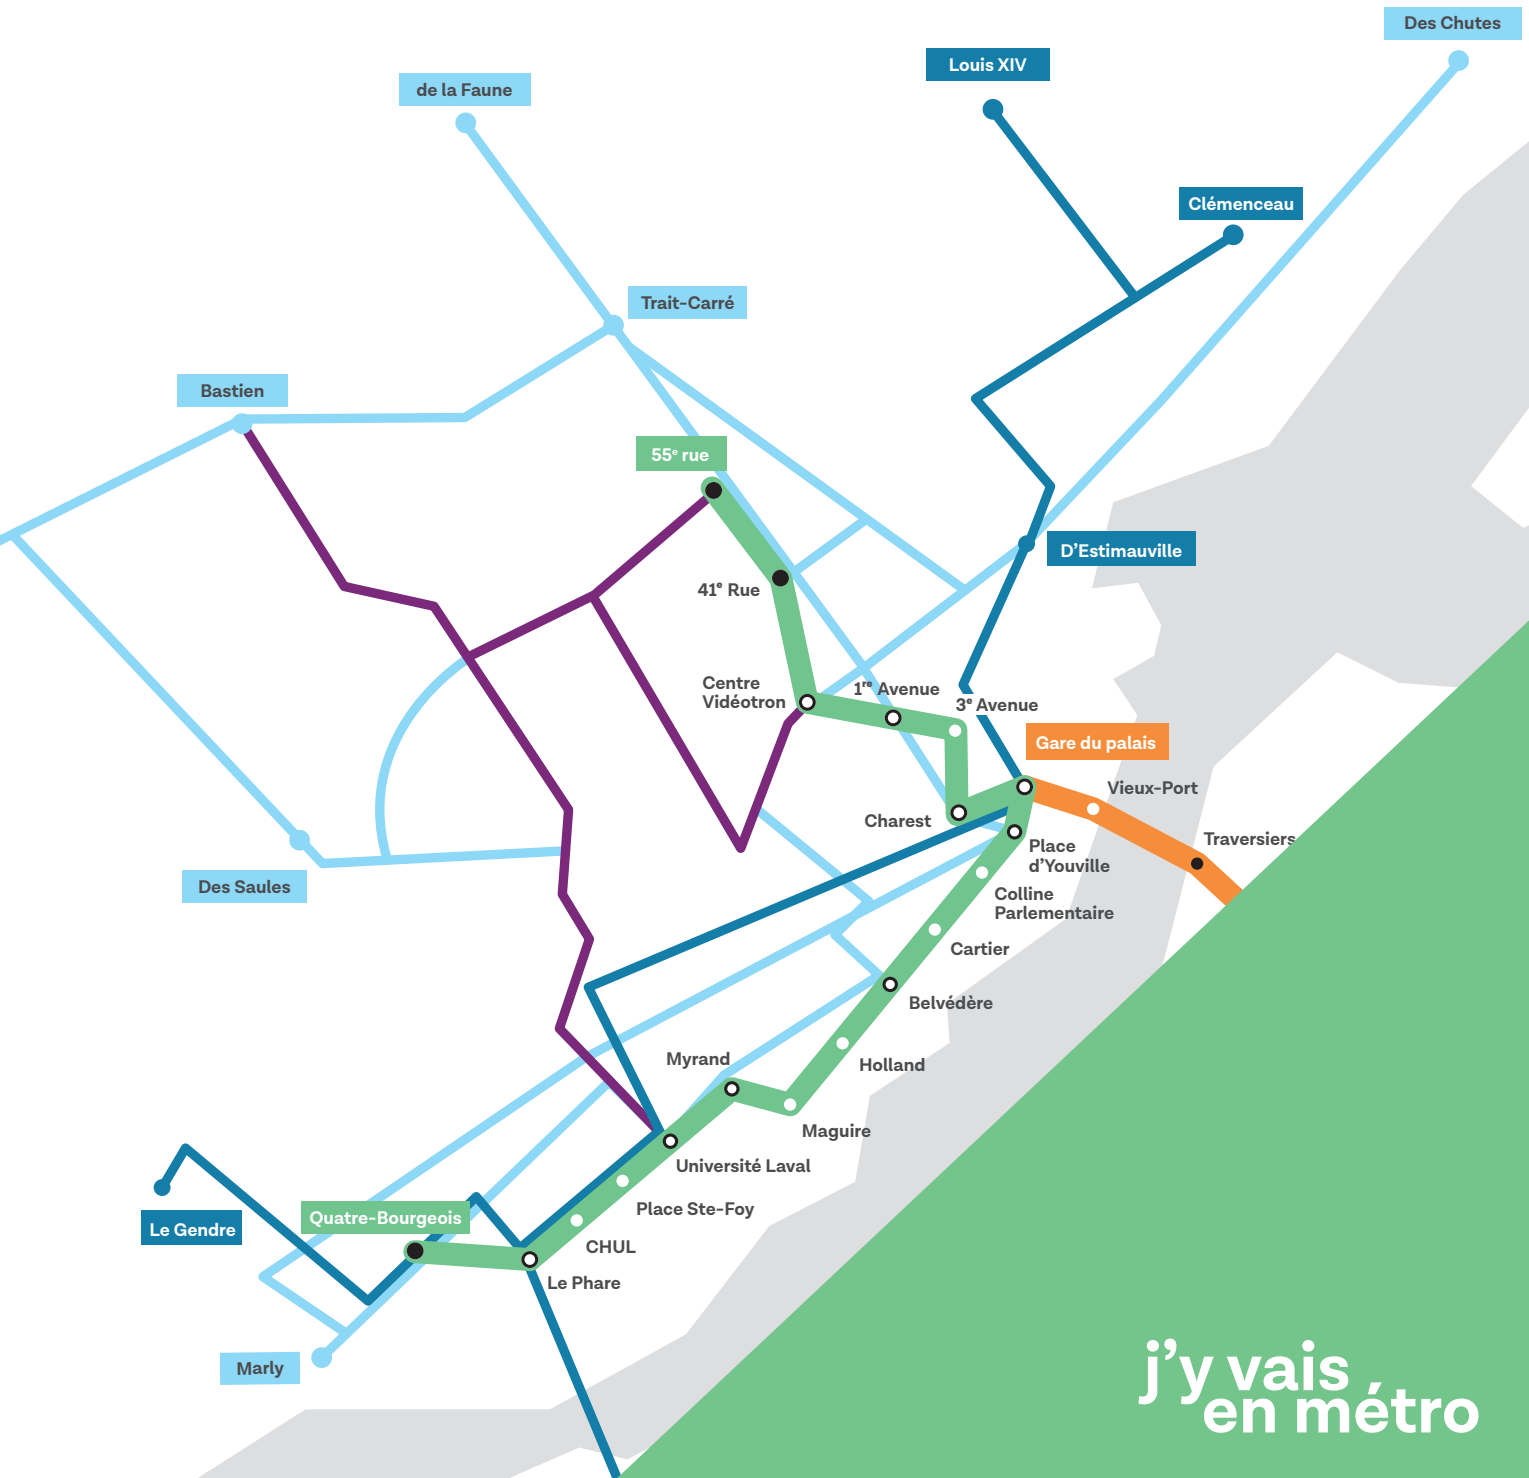 Des Chutes
Louis XIV
de la Faune
Clémenceau
Trait-Carré
Bastien
55ᵉ rue
D'Estimauville
41ᵉ Rue
Centre
Vidéotron
1ʳᵉ Avenue
3ᵉ Avenue
Gare du palais
Vieux-Port
Charest
Traversiers
Place
d'Youville
Des Saules
Colline
Parlementaire
Cartier
Belvédère
Myrand
Holland
Maguire
Université Laval
Place Ste-Foy
Quatre-Bourgeois
Le Gendre
CHUL
Le Phare
Marly
j'y vais
en métro